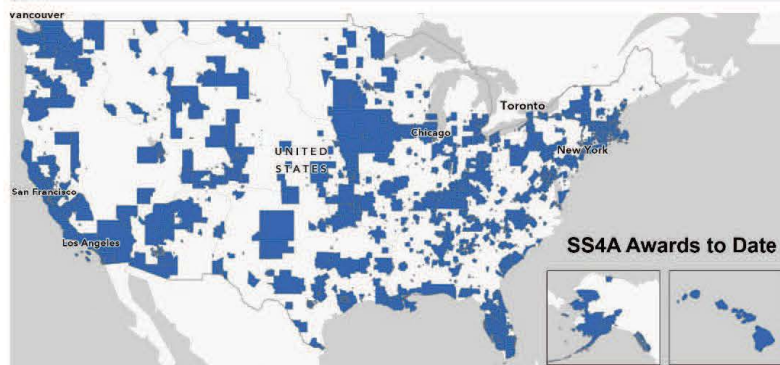 vancouver
Toronto
Chicago
UNITED
STATES
New York
San Francisco
Los Angeles
SS4A Awards to Date